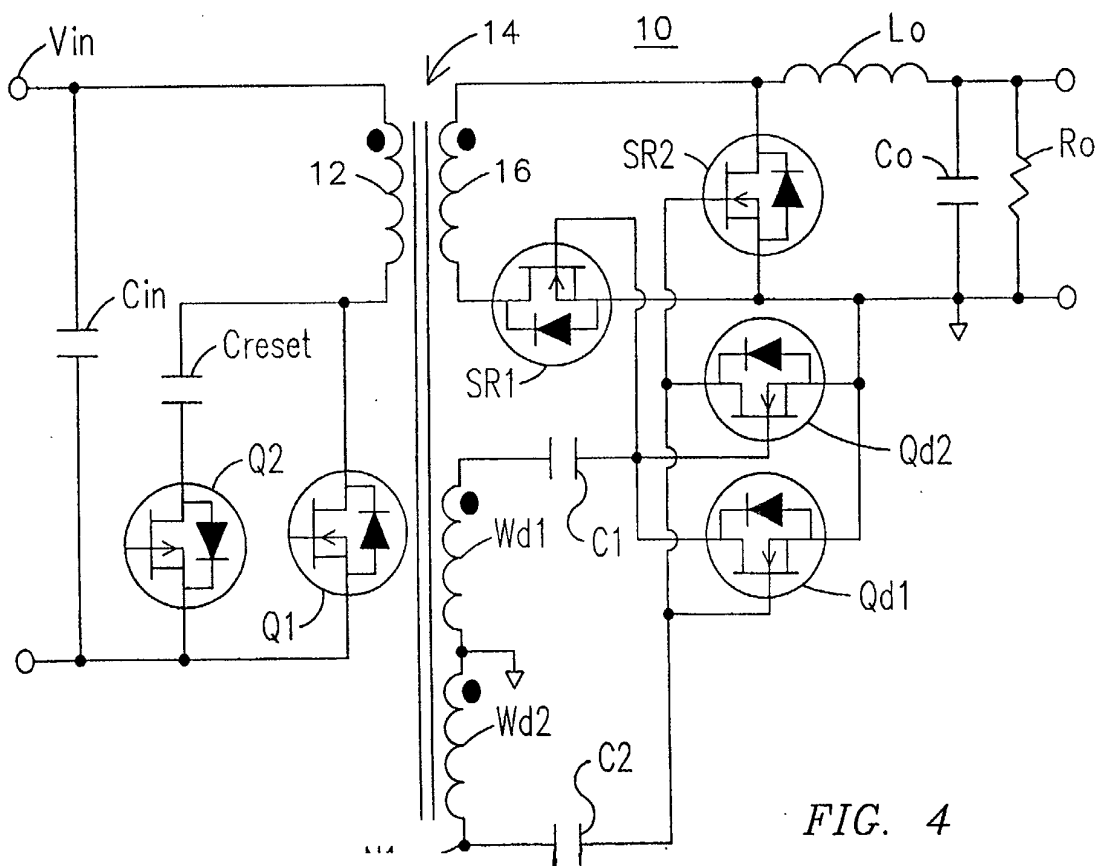 Vin
14
10
Lo
12
16
SR2
Co
Ro
Cin
Creset
SR1
Q2
Qd2
Wd1
C1
Q1
Qd1
Wd2
C2
FIG. 4